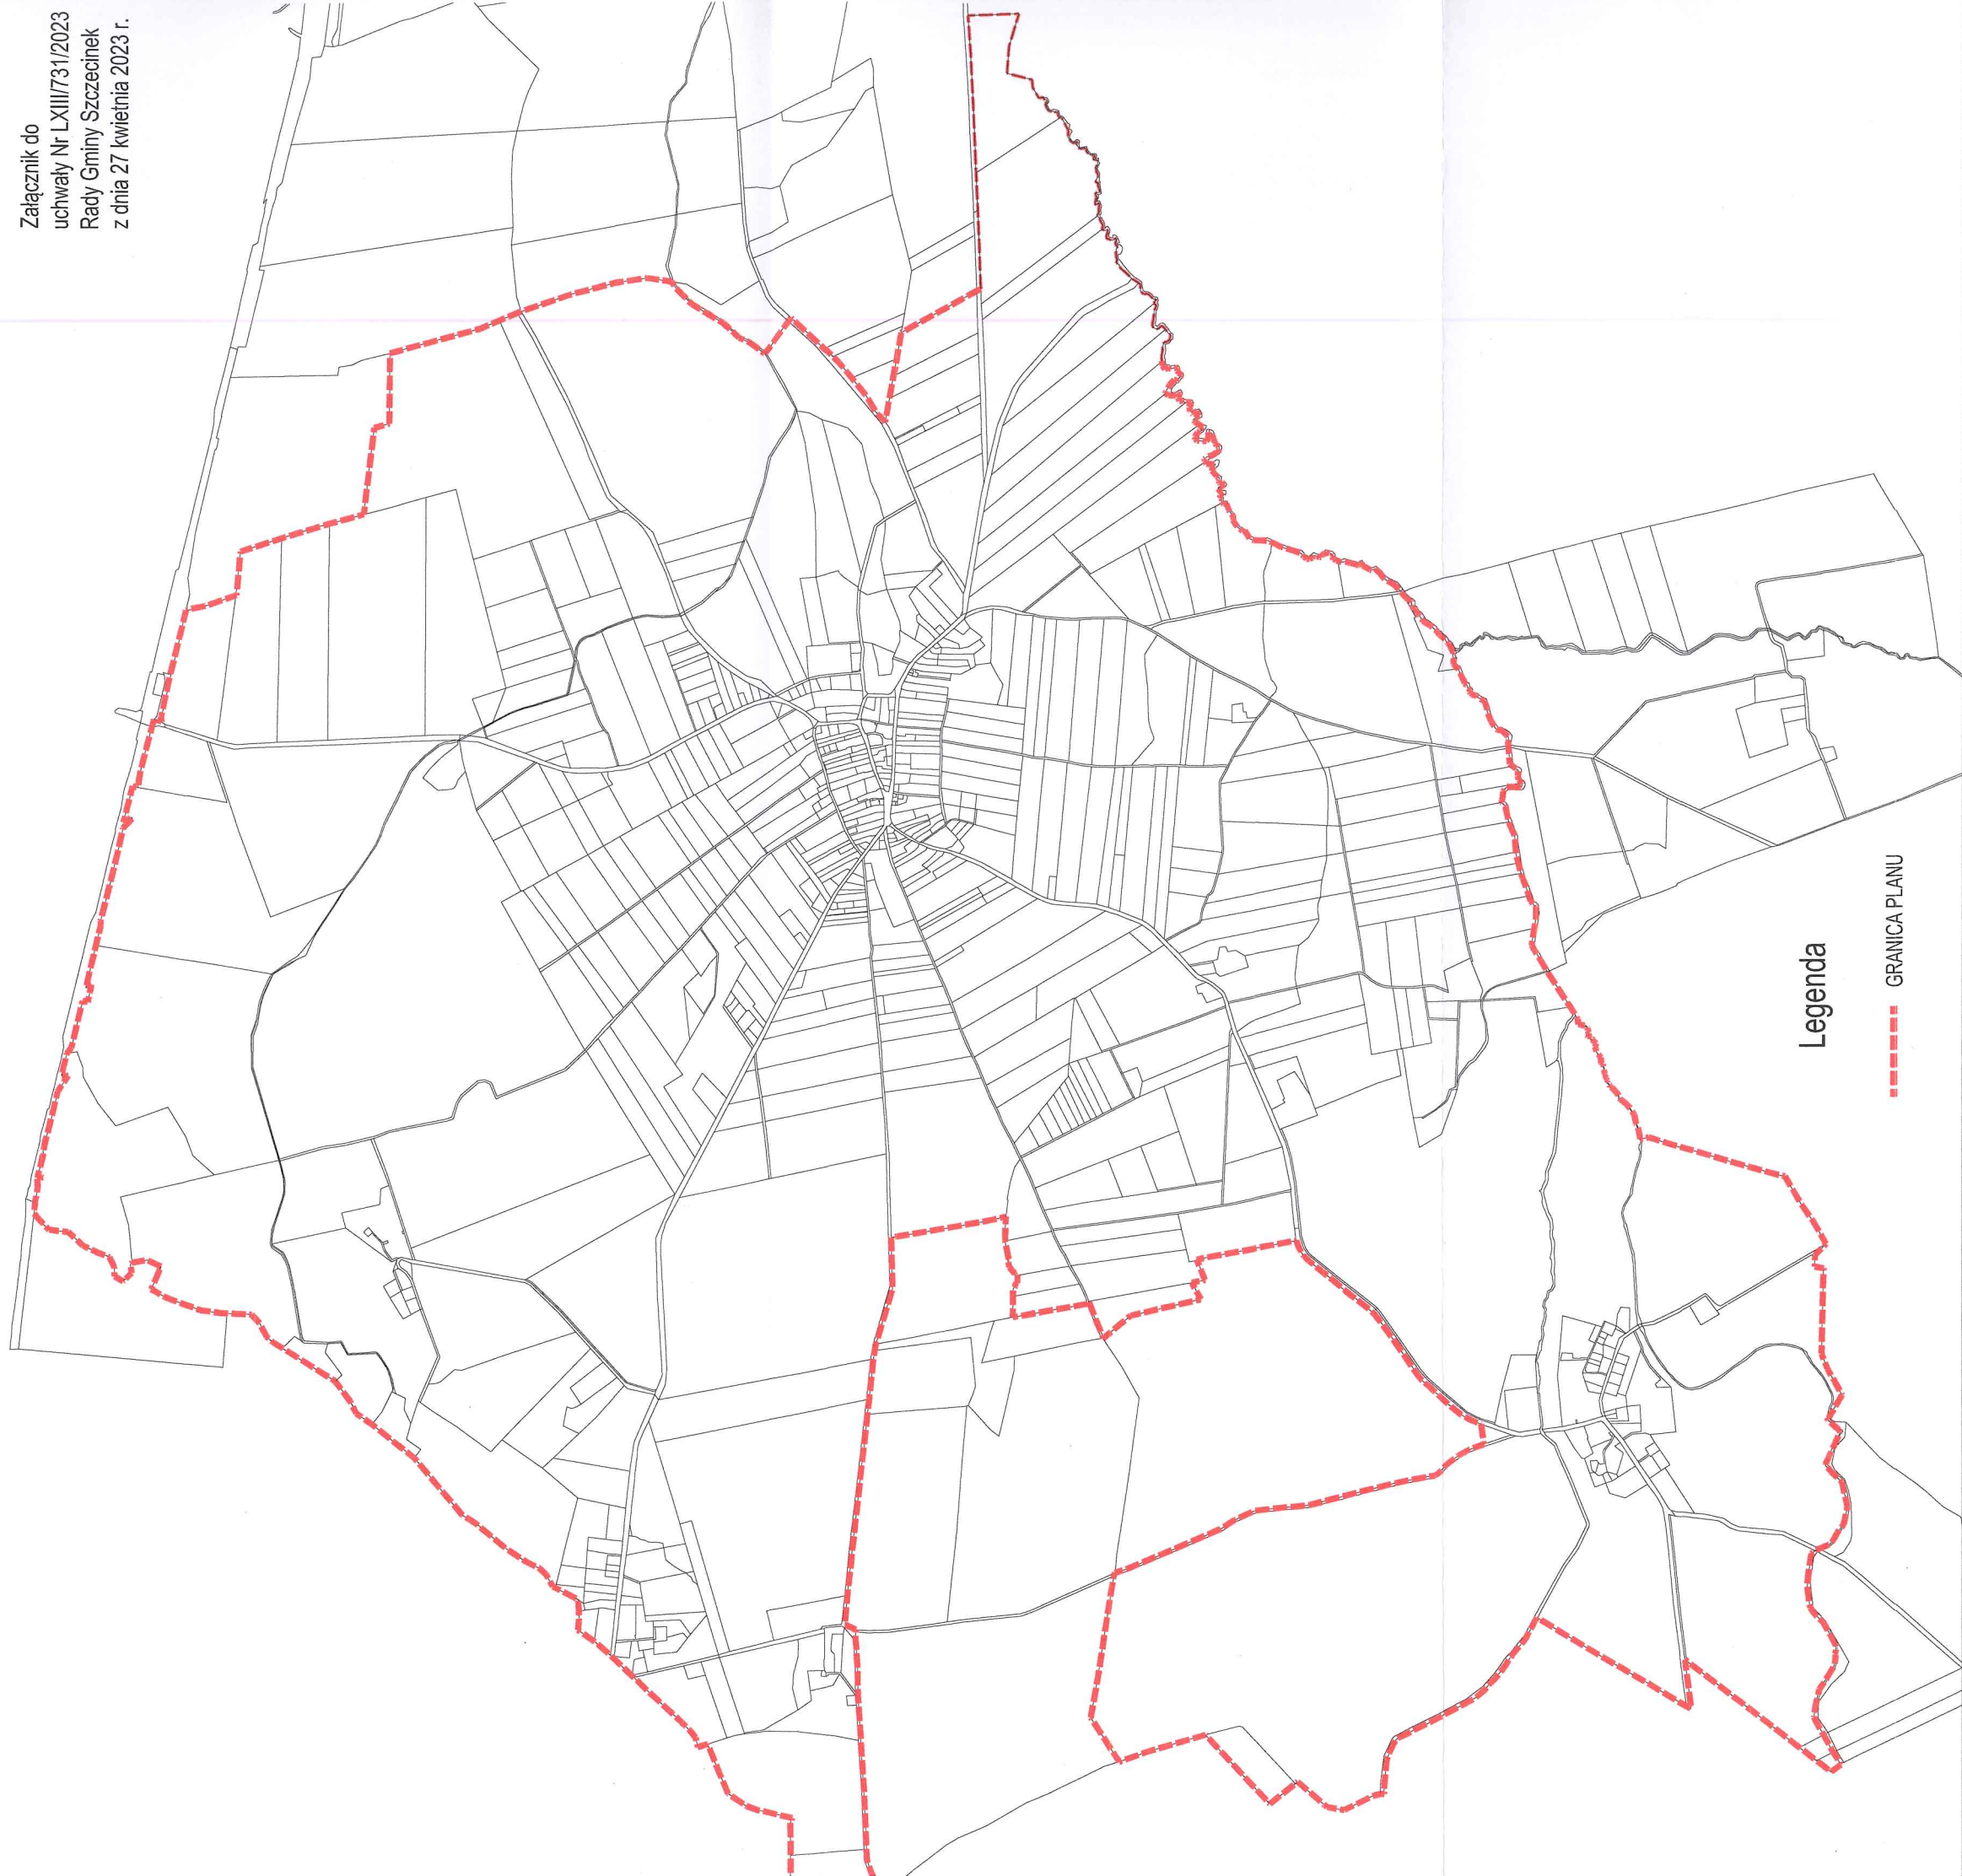 Załącznik do
uchwały Nr LXIII/731/2023
Rady Gminy Szczecinek
z dnia 27 kwietnia 2023 r.
Legenda
GRANICA PLANU